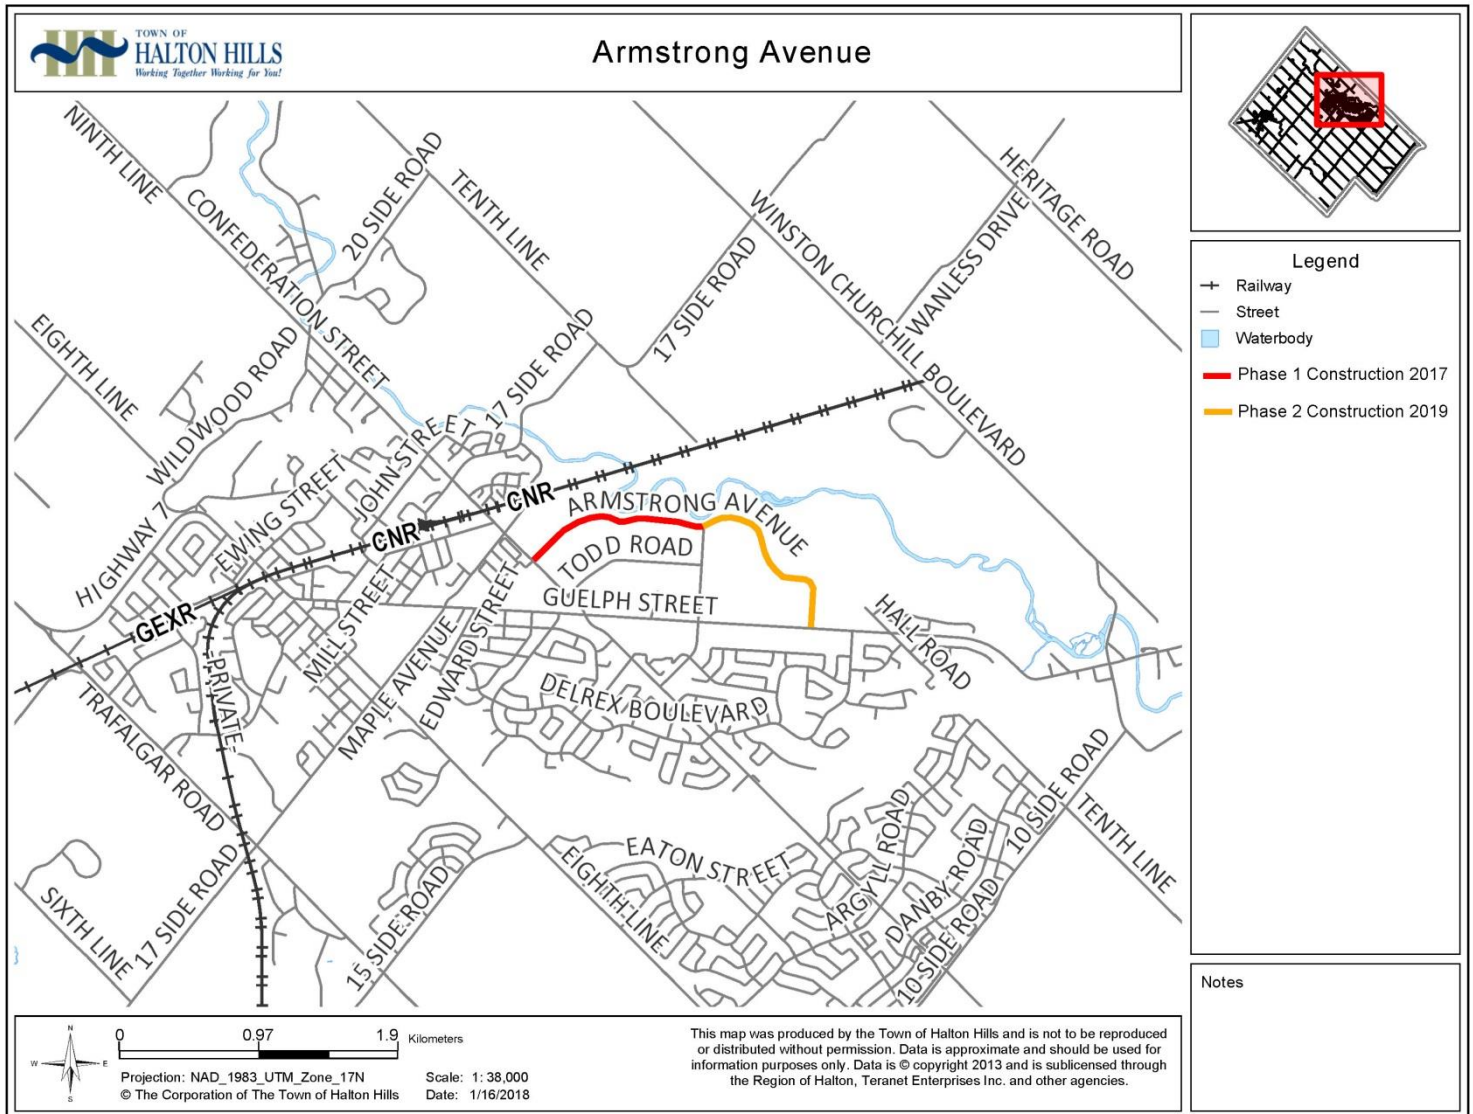 TOWN OF
HALTON HILLS
Working Together Working for You!
Armstrong Avenue
NINTH LINE
CONFEDERATION STREET
20 SIDE ROAD
TENTH LINE
WINSTON CHURCHILL BOULEVARD
HERITAGE ROAD
WANLESS DRIVE
17 SIDE ROAD
EIGHTH LINE
WILDWOOD ROAD
17 SIDE ROAD
JOHN STREET
EWING STREET
HIGHWAY 7
CNR
CNR
GEXR
ARMSTRONG AVENUE
TODD ROAD
GUELPH STREET
HALL ROAD
MILL STREET
MAPLE AVENUE
EDWARD STREET
PRIVATE
DELREX BOULEVARD
TRAFALGAR ROAD
SIXTH LINE
17 SIDE ROAD
15 SIDE ROAD
EIGHTH LINE
EATON STREET
ARGYLL ROAD
DANBY ROAD
10 SIDE ROAD
10 SIDE ROAD
TENTH LINE
Legend
Railway
Street
Waterbody
Phase 1 Construction 2017
Phase 2 Construction 2019
Notes
N
W E
S
0 0.97 1.9 Kilometers
Projection: NAD_1983_UTM_Zone_17N
© The Corporation of The Town of Halton Hills
Scale: 1: 38,000
Date: 1/16/2018
This map was produced by the Town of Halton Hills and is not to be reproduced
or distributed without permission. Data is approximate and should be used for
information purposes only. Data is © copyright 2013 and is sublicensed through
the Region of Halton, Teranet Enterprises Inc. and other agencies.